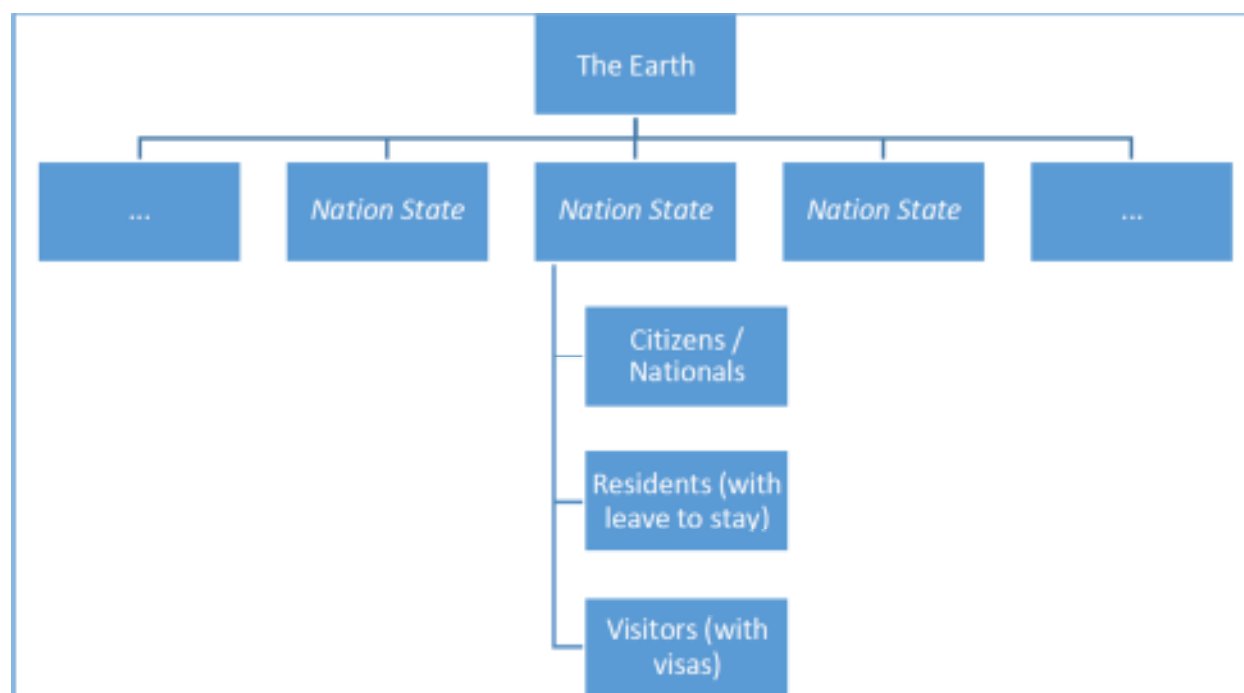 The Earth
...
Nation State
Nation State
Nation State
...
Citizens /
Nationals
Residents (with
leave to stay)
Visitors (with
visas)